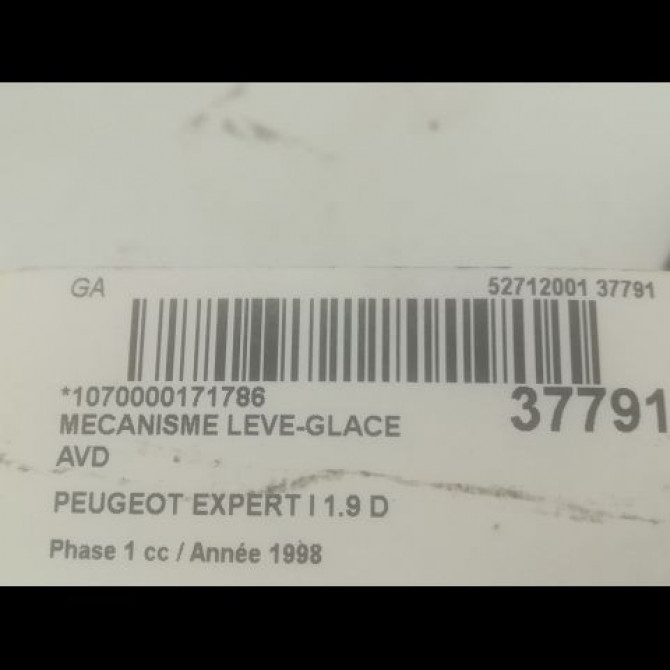 GA
52712001 37791
*1070000171786
37791
MECANISME LEVE-GLACE
AVD
PEUGEOT EXPERT I 1.9 D
Phase 1 cc / Année 1998